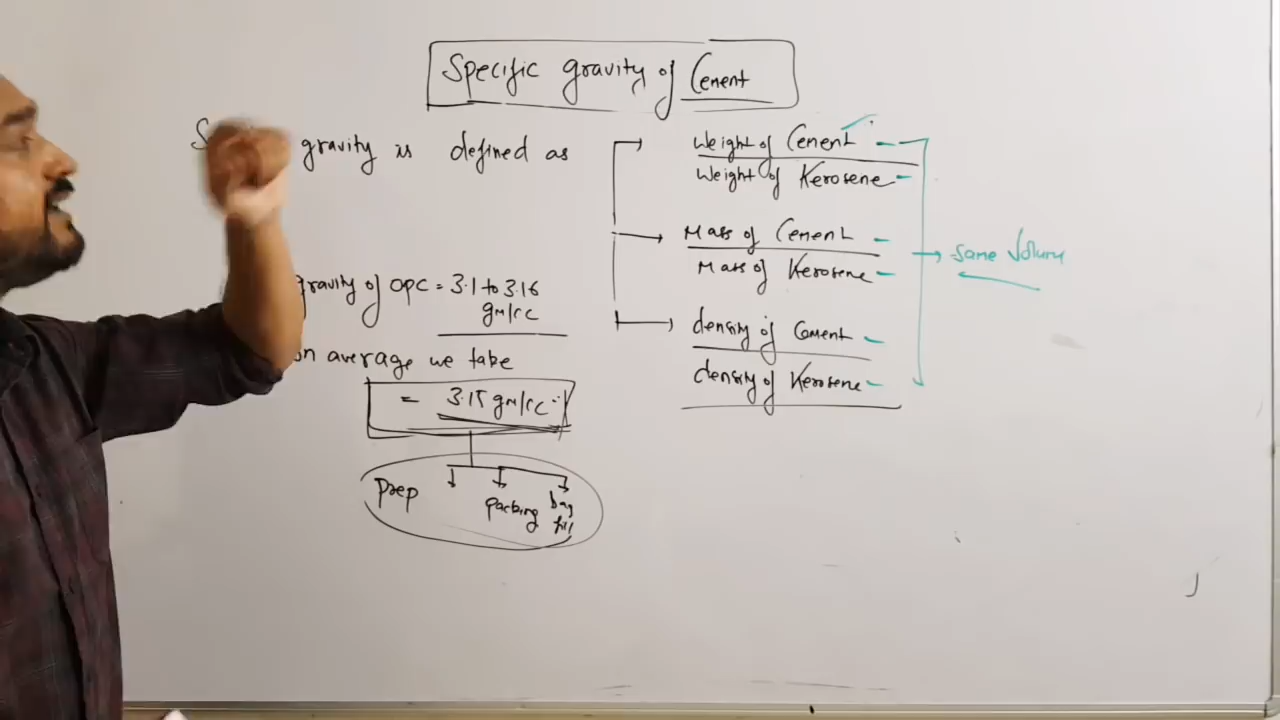 Specific gravity of Cement
gravity is defined as
Weight of Cement
Weight of Kerosene
Mass of Cement
Mass of Kerosene
density of Cement
density of Kerosene
same Volume
gravity of OPC = 3.1 to 3.16
gm/cc
on average we take
= 3.15 gm/cc
Prep
packing
bag
fill